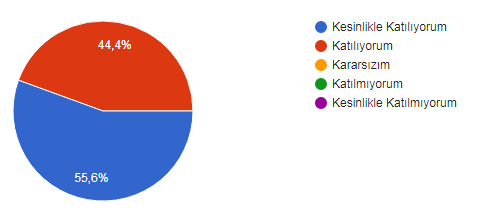 44,4%
55,6%
Kesinlikle Katılıyorum
Katılıyorum
Kararsızım
Katılmıyorum
Kesinlikle Katılmıyorum